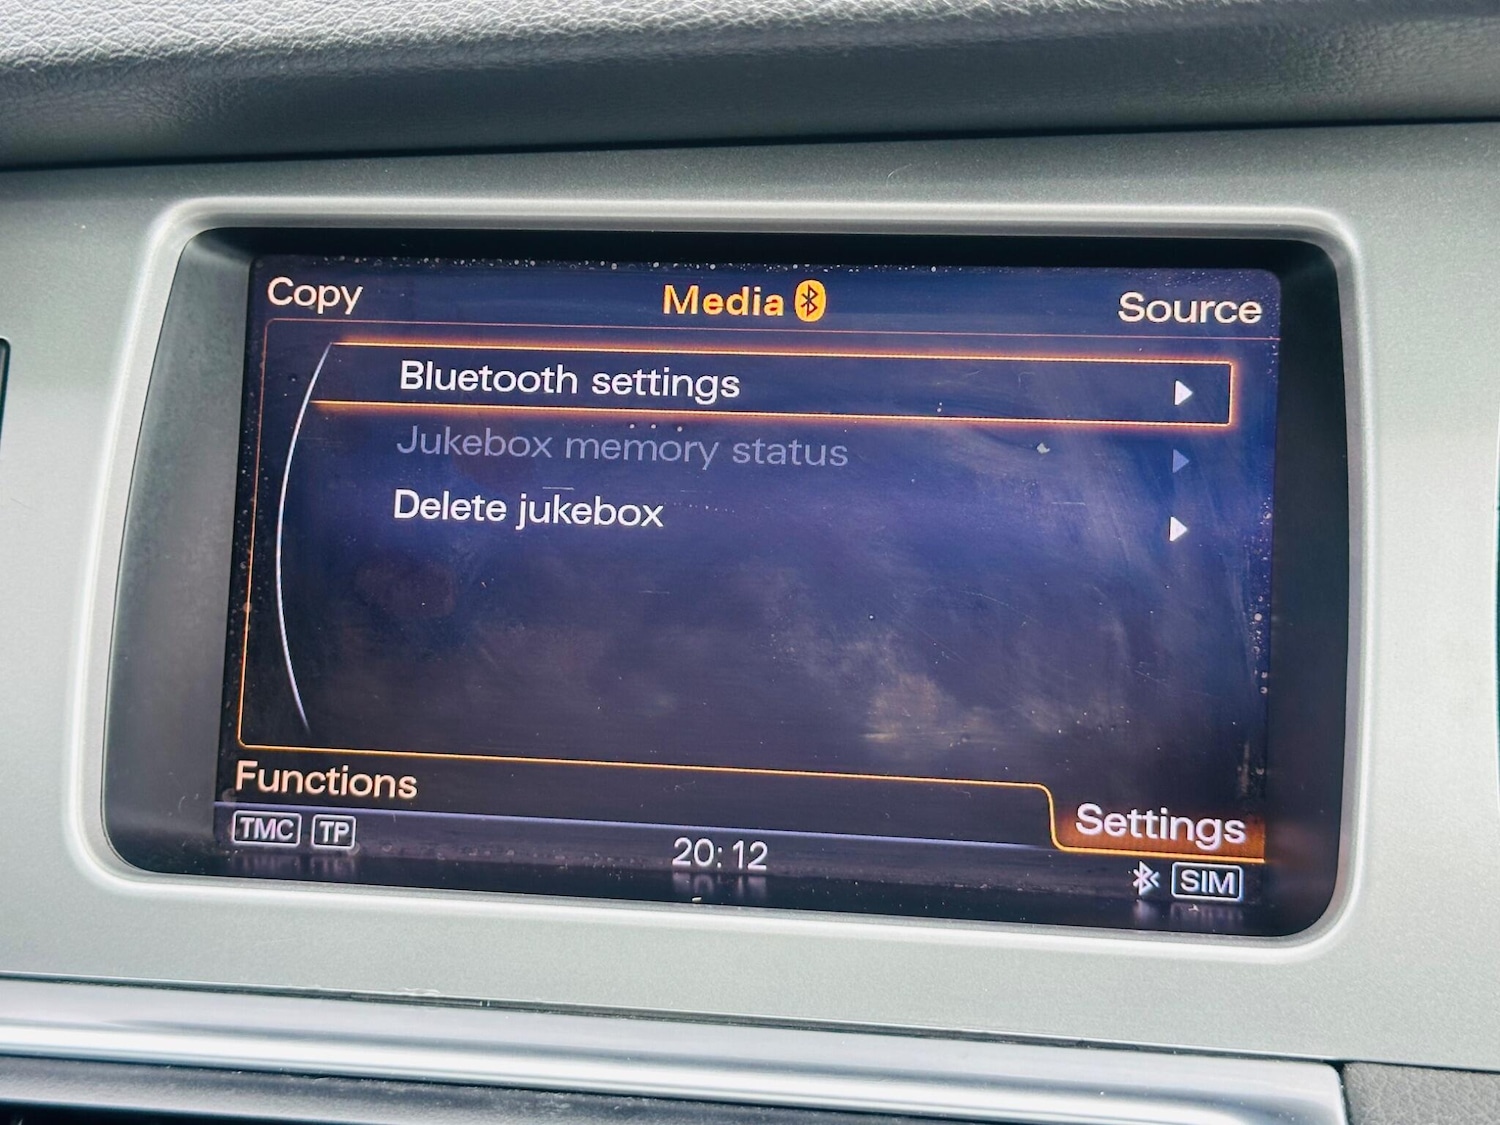 Copy Media Source
Bluetooth settings
Jukebox memory status
Delete jukebox
Functions
Settings
TMC TP 20:12 SIM